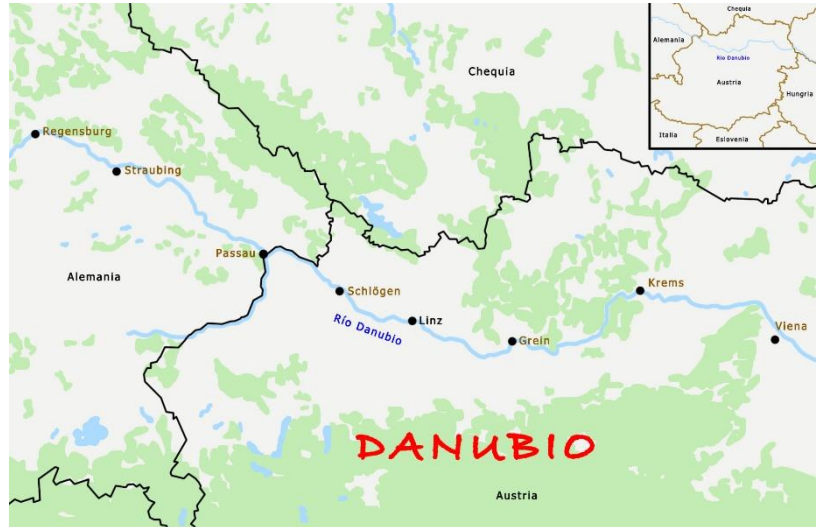 Chequia
Alemania
Río Danubio
Austria
Hungria
Italia
Eslovenia
Chequia
Regensburg
Straubing
Passau
Alemania
Schlögen
Río Danubio
Linz
Grein
Krems
Viena
DANUBIO
Austria